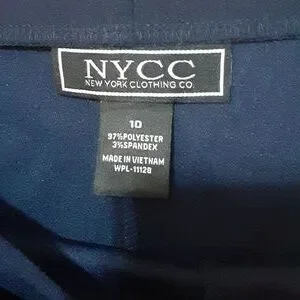 NYCC
NEW YORK CLOTHING CO.
10
97%POLYESTER
3%SPANDEX
MADE IN VIETNAM
WPL-11128